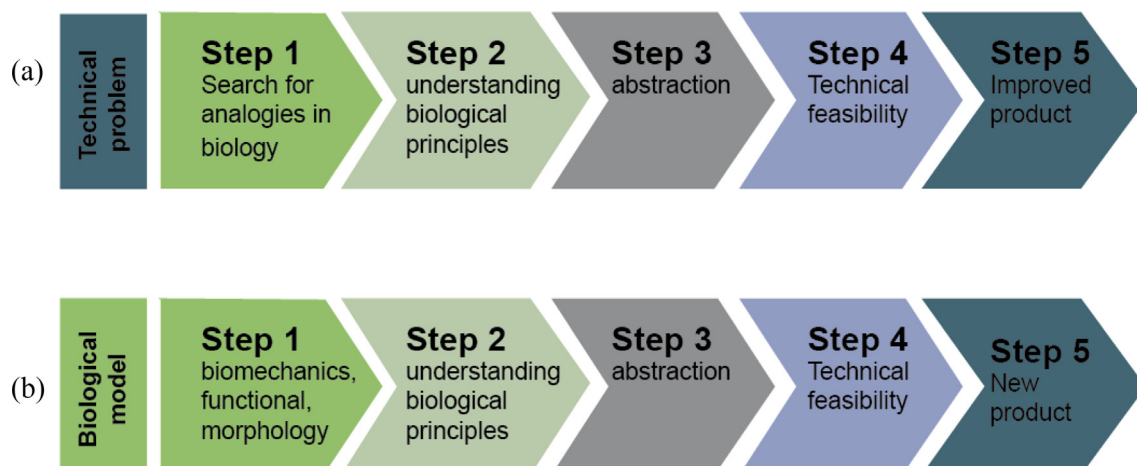 (a)
Technical
problem
Step 1
Search for
analogies in
biology
Step 2
understanding
biological
principles
Step 3
abstraction
Step 4
Technical
feasibility
Step 5
Improved
product
(b)
Biological
model
Step 1
biomechanics,
functional,
morphology
Step 2
understanding
biological
principles
Step 3
abstraction
Step 4
Technical
feasibility
Step 5
New
product